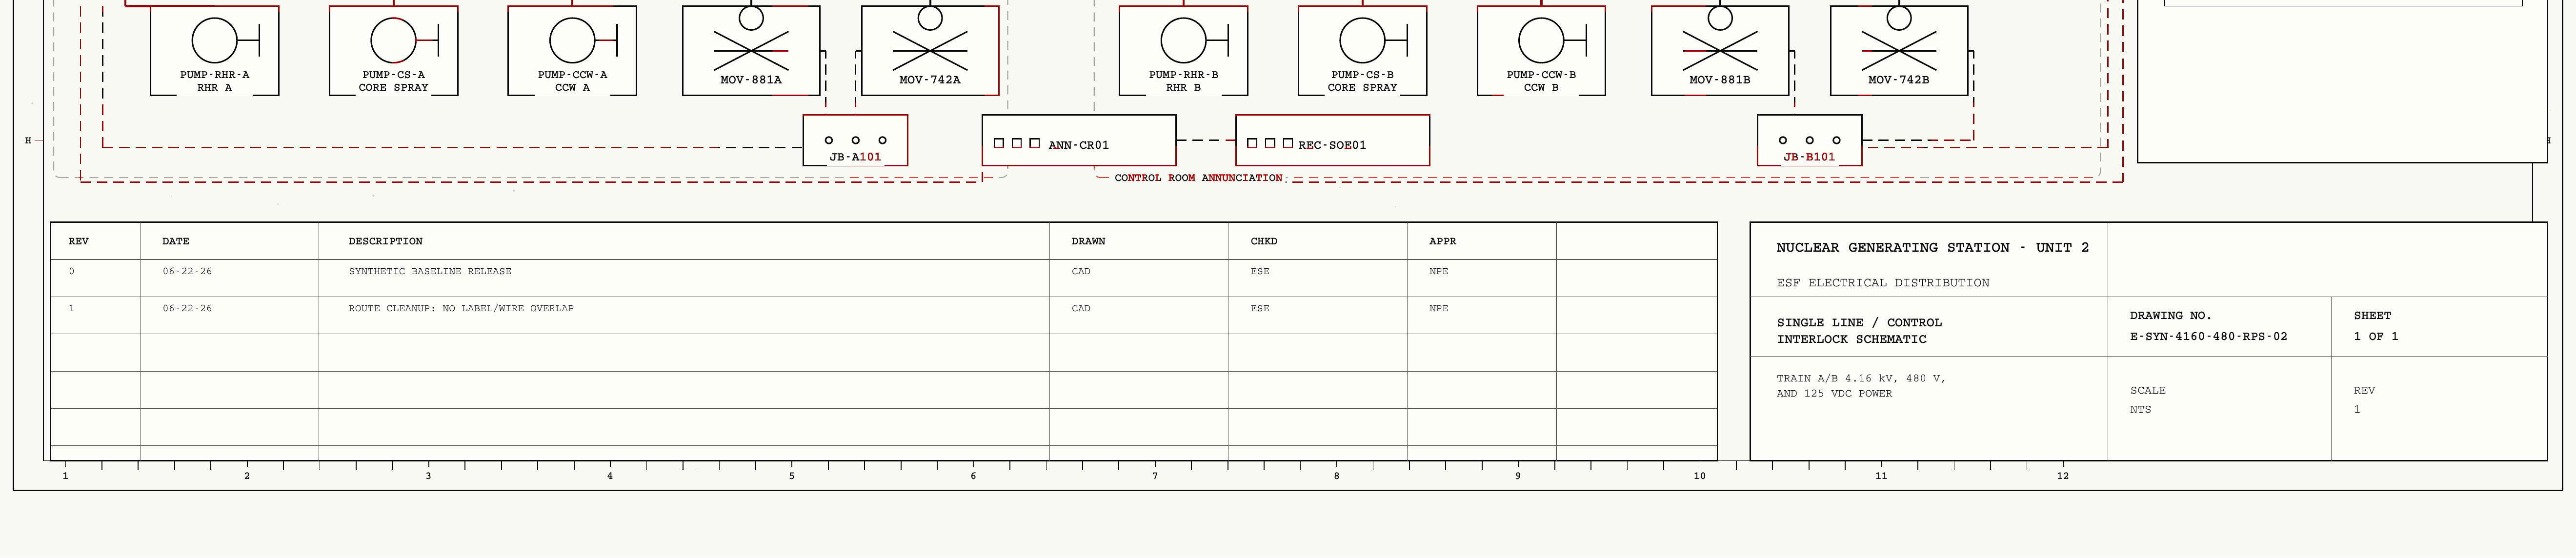 PUMP-RHR-A
RHR A
PUMP-CS-A
CORE SPRAY
PUMP-CCW-A
CCW A
MOV-881A
MOV-742A
PUMP-RHR-B
RHR B
PUMP-CS-B
CORE SPRAY
PUMP-CCW-B
CCW B
MOV-881B
MOV-742B
H
JB-A101
ANN-CR01
REC-SOE01
JB-B101
CONTROL ROOM ANNUNCIATION
REV DATE DESCRIPTION DRAWN CHKD APPR
0 06-22-26 SYNTHETIC BASELINE RELEASE CAD ESE NPE
1 06-22-26 ROUTE CLEANUP: NO LABEL/WIRE OVERLAP CAD ESE NPE
NUCLEAR GENERATING STATION - UNIT 2
ESF ELECTRICAL DISTRIBUTION
SINGLE LINE / CONTROL
INTERLOCK SCHEMATIC
DRAWING NO.
E-SYN-4160-480-RPS-02
SHEET
1 OF 1
TRAIN A/B 4.16 kV, 480 V,
AND 125 VDC POWER
SCALE
NTS
REV
1
1 2 3 4 5 6 7 8 9 10 11 12